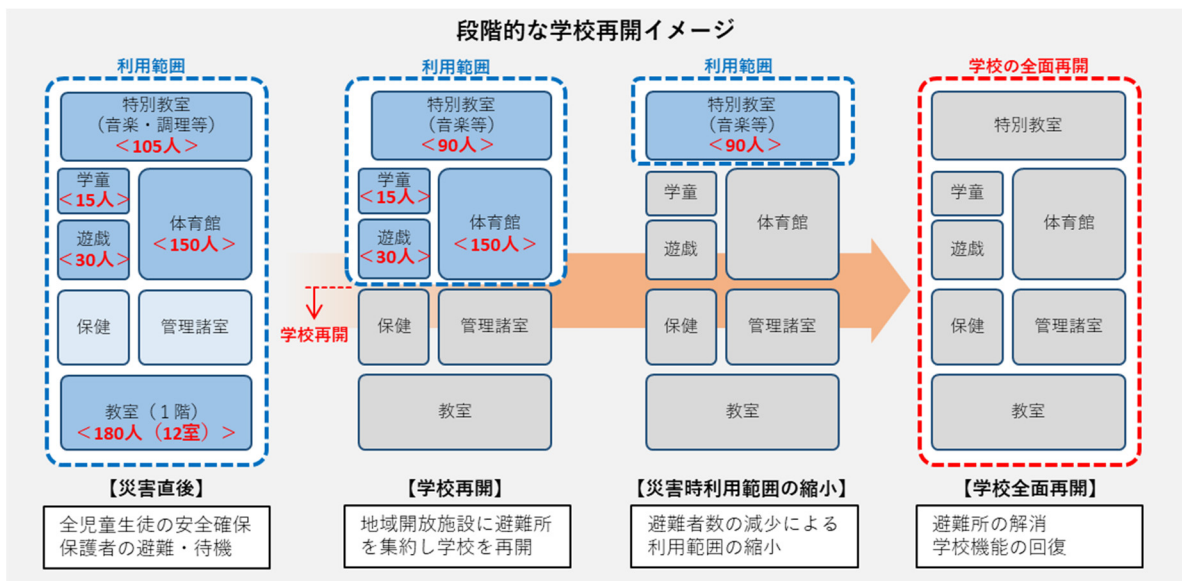 段階的な学校再開イメージ
利用範囲
特別教室
（音楽・調理等）
＜105人＞
学童
＜15人＞
遊戯
＜30人＞
体育館
＜150人＞
保健
管理諸室
教室（１階）
＜180人（12室）＞
【災害直後】
全児童生徒の安全確保
保護者の避難・待機
学校再開
利用範囲
特別教室
（音楽等）
＜90人＞
学童
＜15人＞
遊戯
＜30人＞
体育館
＜150人＞
保健
管理諸室
教室
【学校再開】
地域開放施設に避難所
を集約し学校を再開
利用範囲
特別教室
（音楽等）
＜90人＞
学童
遊戯
体育館
保健
管理諸室
教室
【災害時利用範囲の縮小】
避難者数の減少による
利用範囲の縮小
学校の全面再開
特別教室
学童
遊戯
体育館
保健
管理諸室
教室
【学校全面再開】
避難所の解消
学校機能の回復